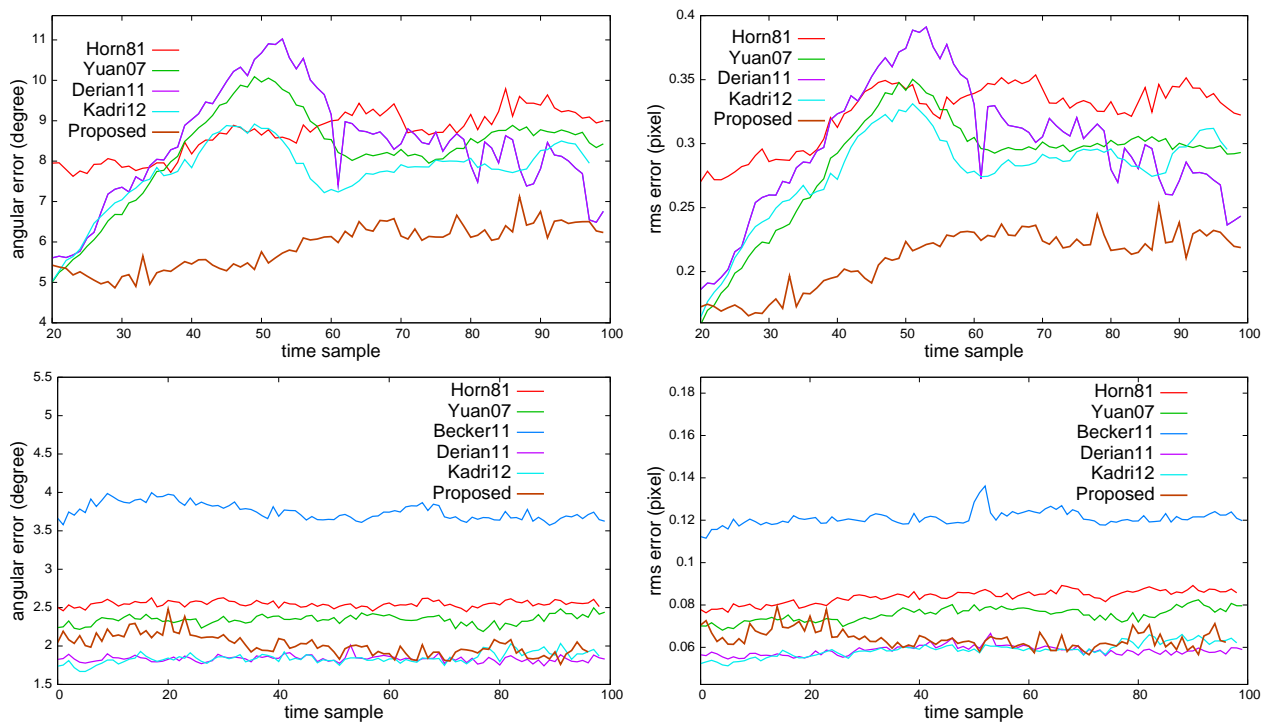 angular error (degree)
11
10
9
8
7
6
5
4
Horn81
Yuan07
Derian11
Kadri12
Proposed
20 30 40 50 60 70 80 90 100
time sample
rms error (pixel)
0.4
0.35
0.3
0.25
0.2
Horn81
Yuan07
Derian11
Kadri12
Proposed
20 30 40 50 60 70 80 90 100
time sample
angular error (degree)
5.5
5
4.5
4
3.5
3
2.5
2
1.5
Horn81
Yuan07
Becker11
Derian11
Kadri12
Proposed
0 20 40 60 80 100
time sample
rms error (pixel)
0.18
0.16
0.14
0.12
0.1
0.08
0.06
Horn81
Yuan07
Becker11
Derian11
Kadri12
Proposed
0 20 40 60 80 100
time sample